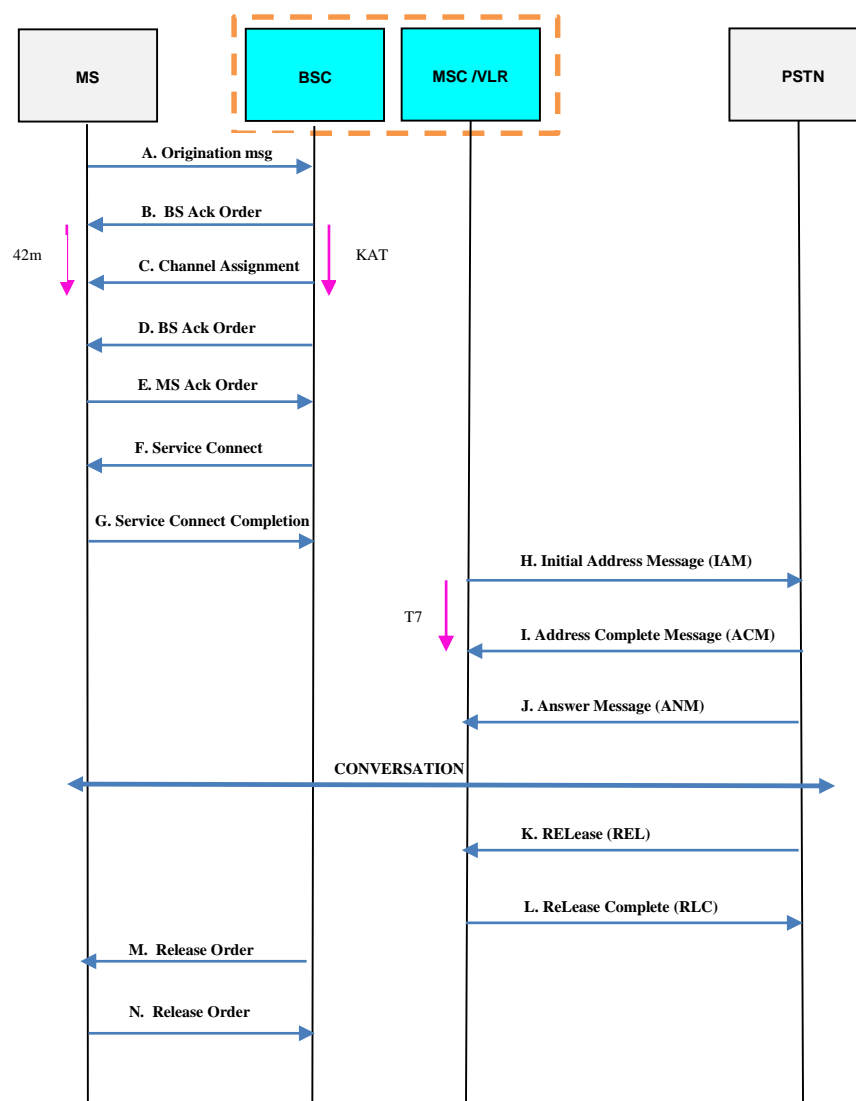 MS
BSC
MSC /VLR
PSTN
A. Origination msg
B. BS Ack Order
42m
KAT
C. Channel Assignment
D. BS Ack Order
E. MS Ack Order
F. Service Connect
G. Service Connect Completion
H. Initial Address Message (IAM)
T7
I. Address Complete Message (ACM)
J. Answer Message (ANM)
CONVERSATION
K. RELease (REL)
L. ReLease Complete (RLC)
M. Release Order
N. Release Order